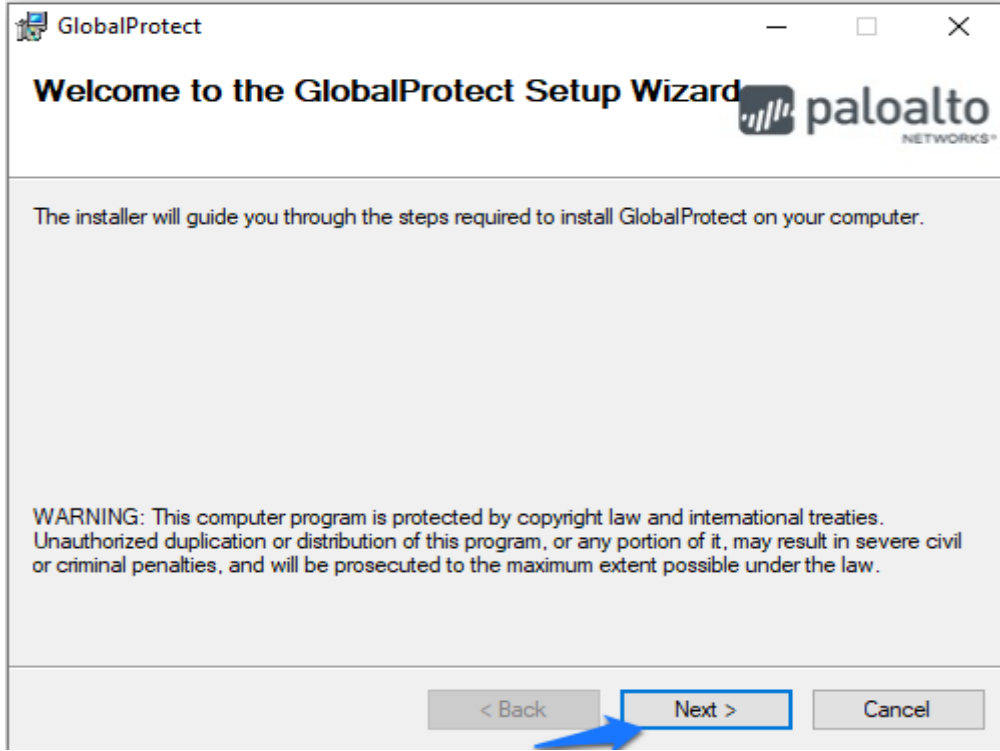 GlobalProtect
Welcome to the GlobalProtect Setup Wizard
paloalto
NETWORKS®
The installer will guide you through the steps required to install GlobalProtect on your computer.
WARNING: This computer program is protected by copyright law and international treaties.
Unauthorized duplication or distribution of this program, or any portion of it, may result in severe civil
or criminal penalties, and will be prosecuted to the maximum extent possible under the law.
< Back
Next >
Cancel